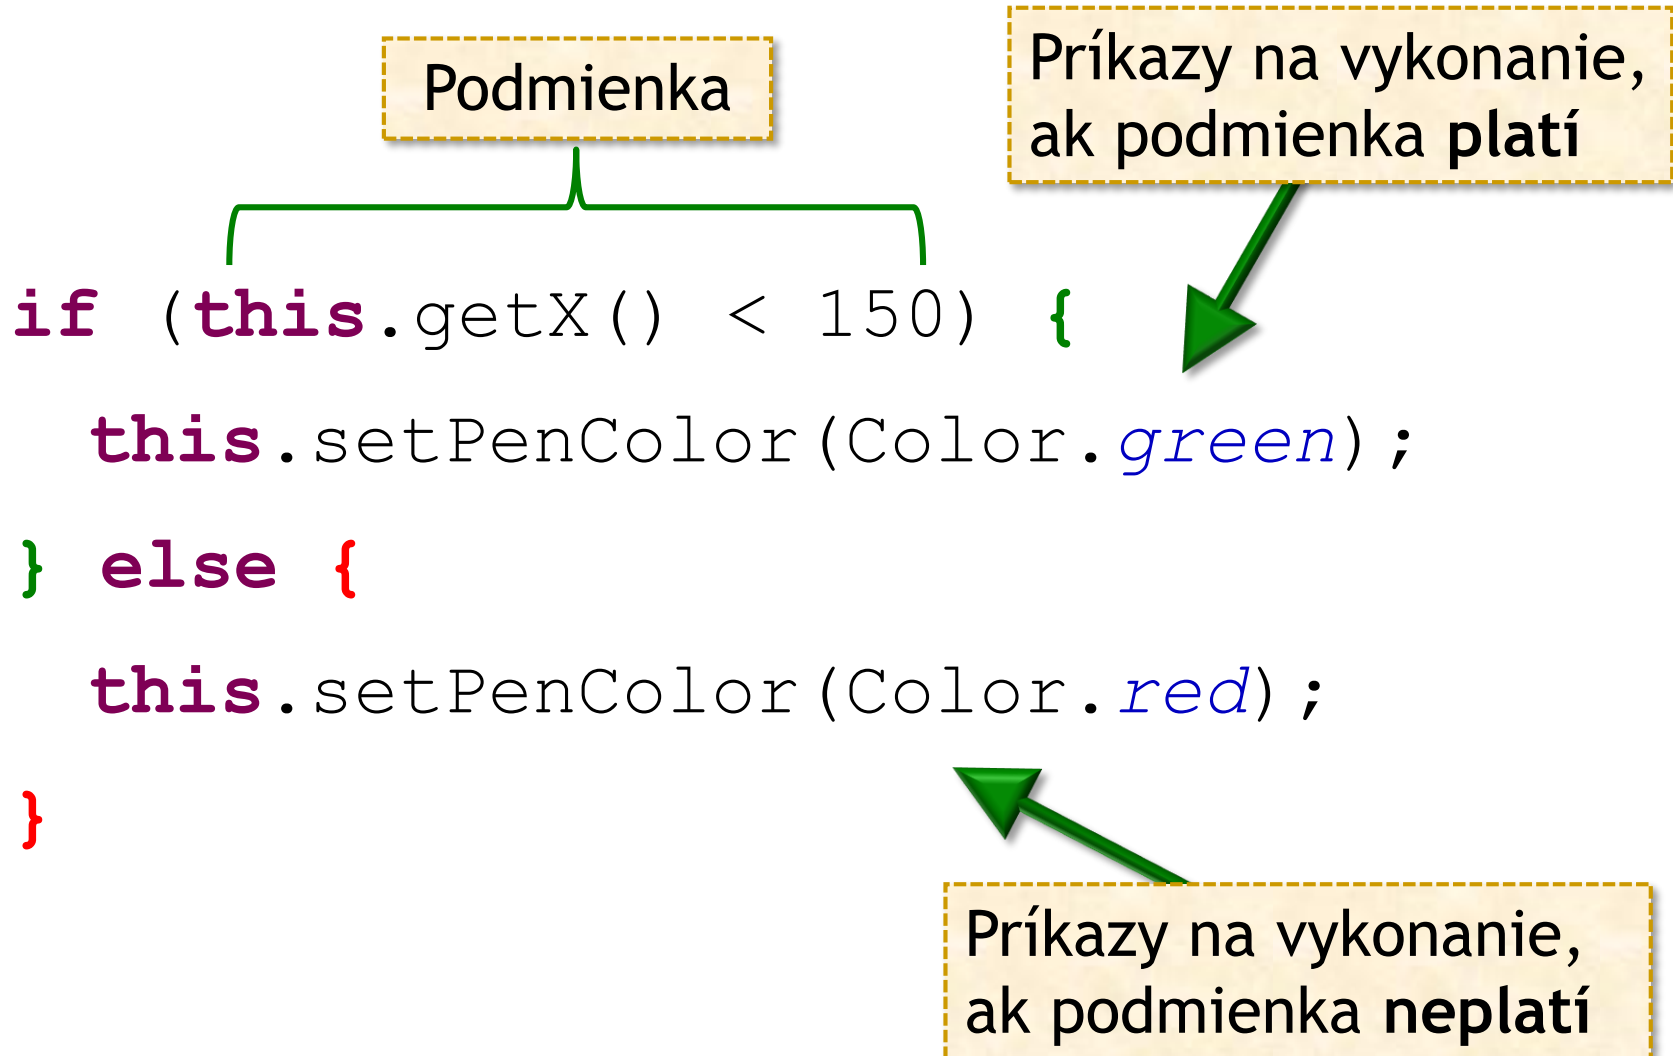 Podmienka
Príkazy na vykonanie,
ak podmienka platí
if (this.getX() < 150) {
this.setPenColor(Color.green);
} else {
this.setPenColor(Color.red);
}
Príkazy na vykonanie,
ak podmienka neplatí